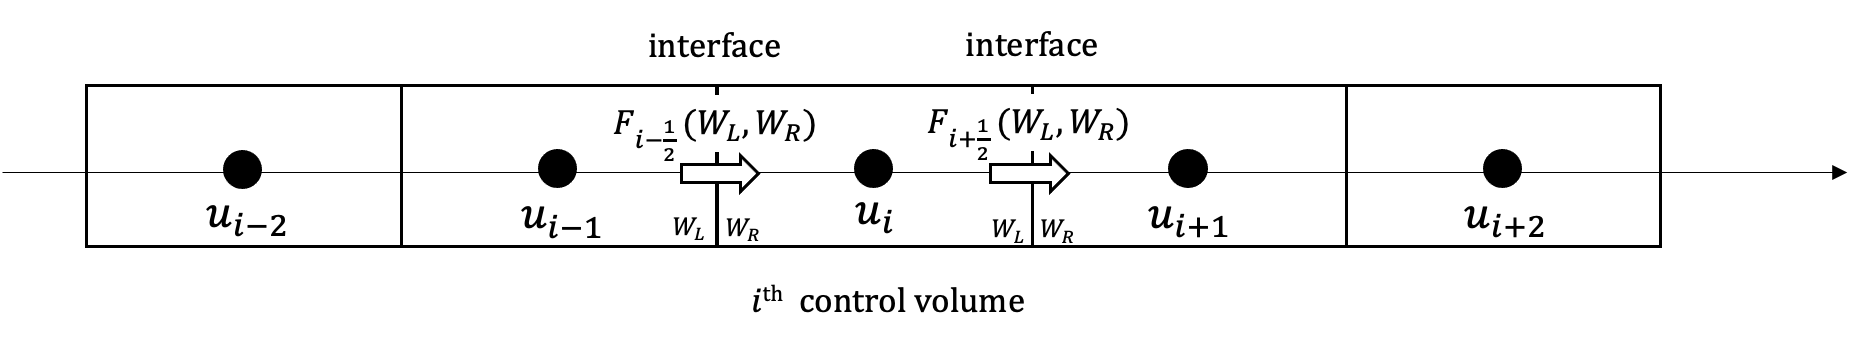 interface interface
F_{i-\frac{1}{2}}(W_L, W_R) F_{i+\frac{1}{2}}(W_L, W_R)
u_{i-2} u_{i-1} u_i u_{i+1} u_{i+2}
W_L W_R W_L W_R
i^{th} control volume